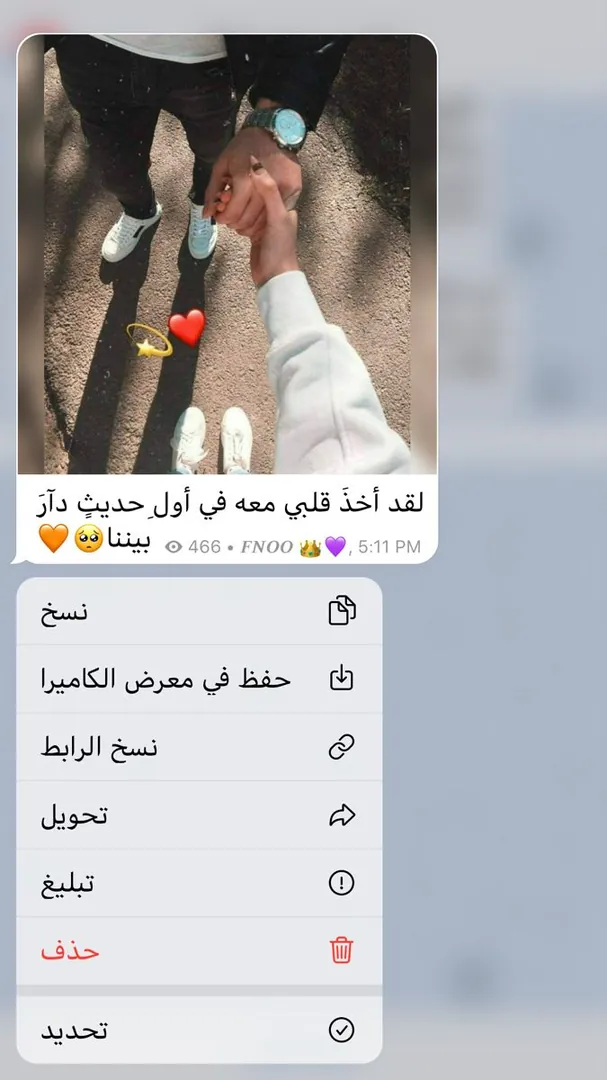 لقد أخذَ قلبي معه في أول ِحديثٍ دآرَ
بيننا🥺🧡
466 • FNOO 👑💜, 5:11 PM
نسخ
حفظ في معرض الكاميرا
نسخ الرابط
تحويل
تبليغ
حذف
تحديد